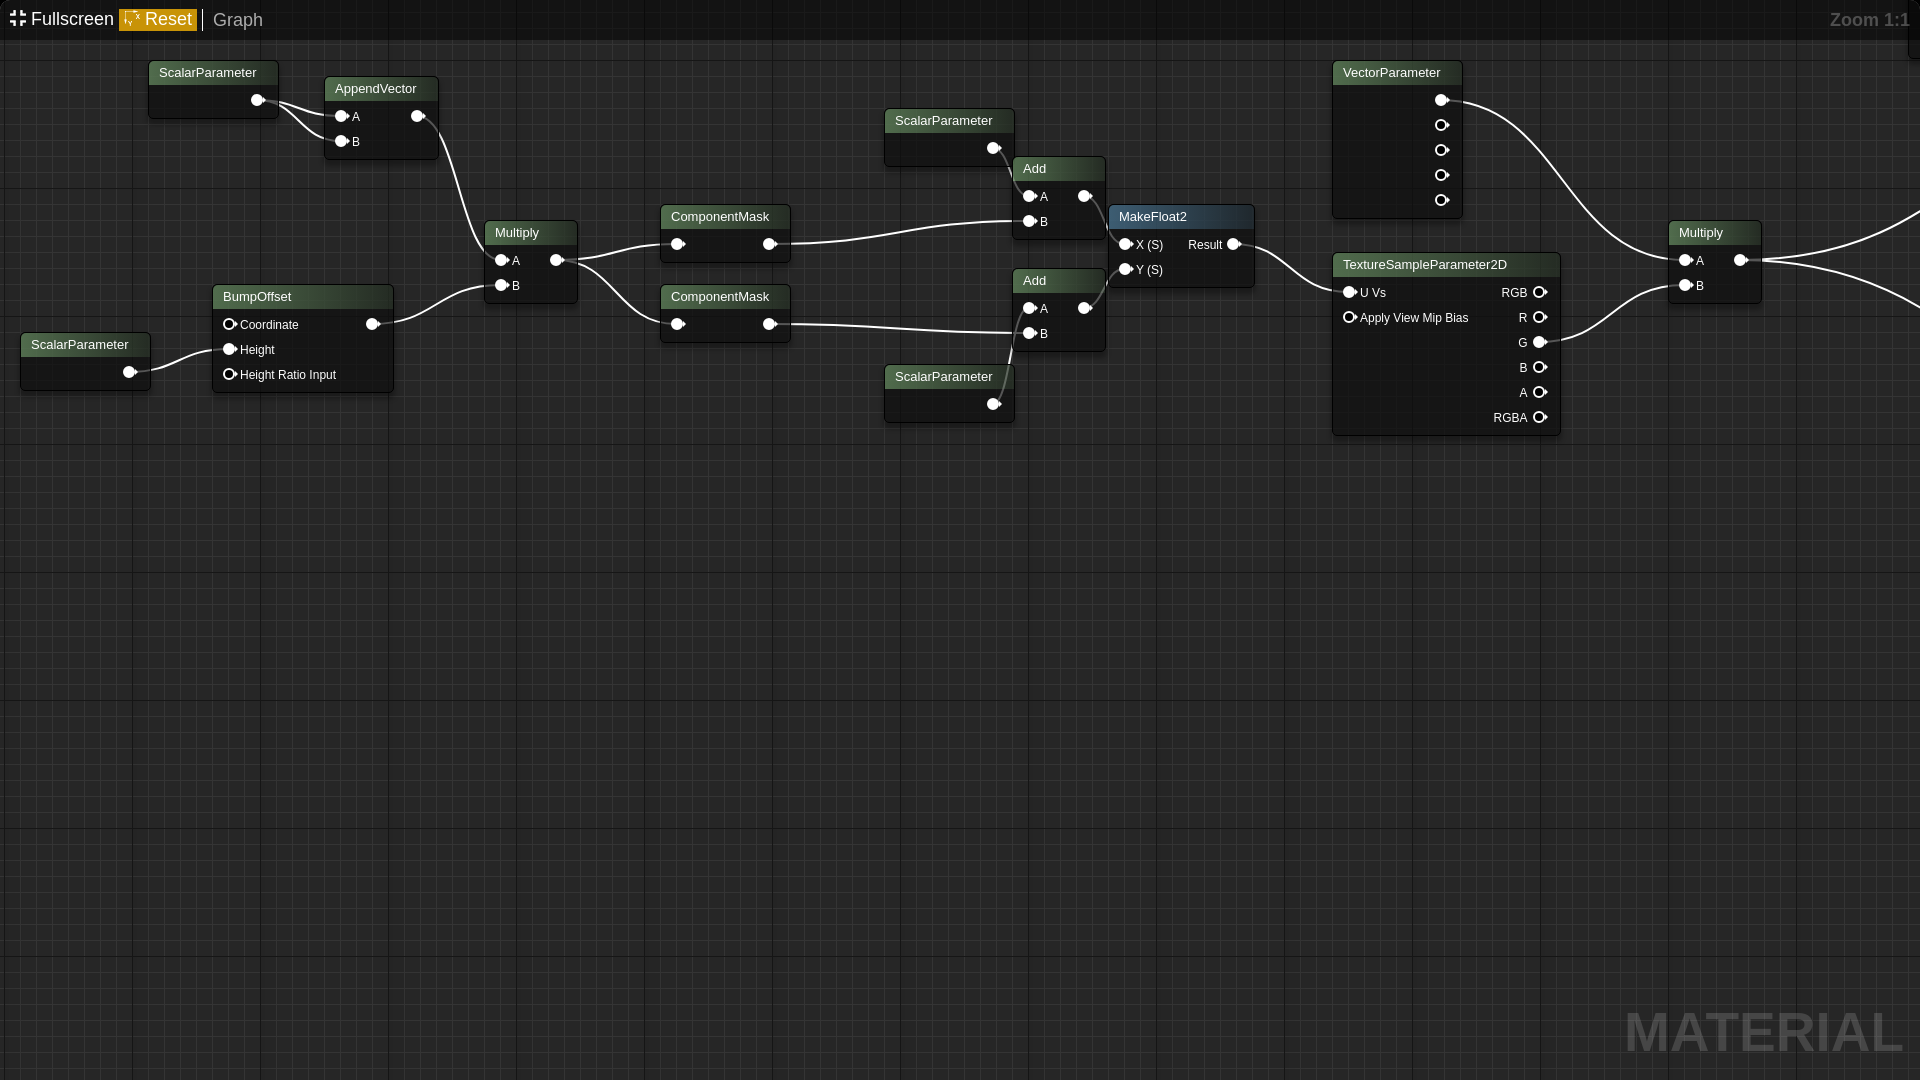 Fullscreen Reset Graph Zoom 1:1
ScalarParameter
AppendVector
A
B
Multiply
A
B
BumpOffset
Coordinate
Height
Height Ratio Input
ScalarParameter
ComponentMask
ComponentMask
ScalarParameter
Add
A
B
Add
A
B
ScalarParameter
MakeFloat2
X (S) Result
Y (S)
VectorParameter
TextureSampleParameter2D
U Vs RGB
Apply View Mip Bias R
G
B
A
RGBA
Multiply
A
B
MATERIAL